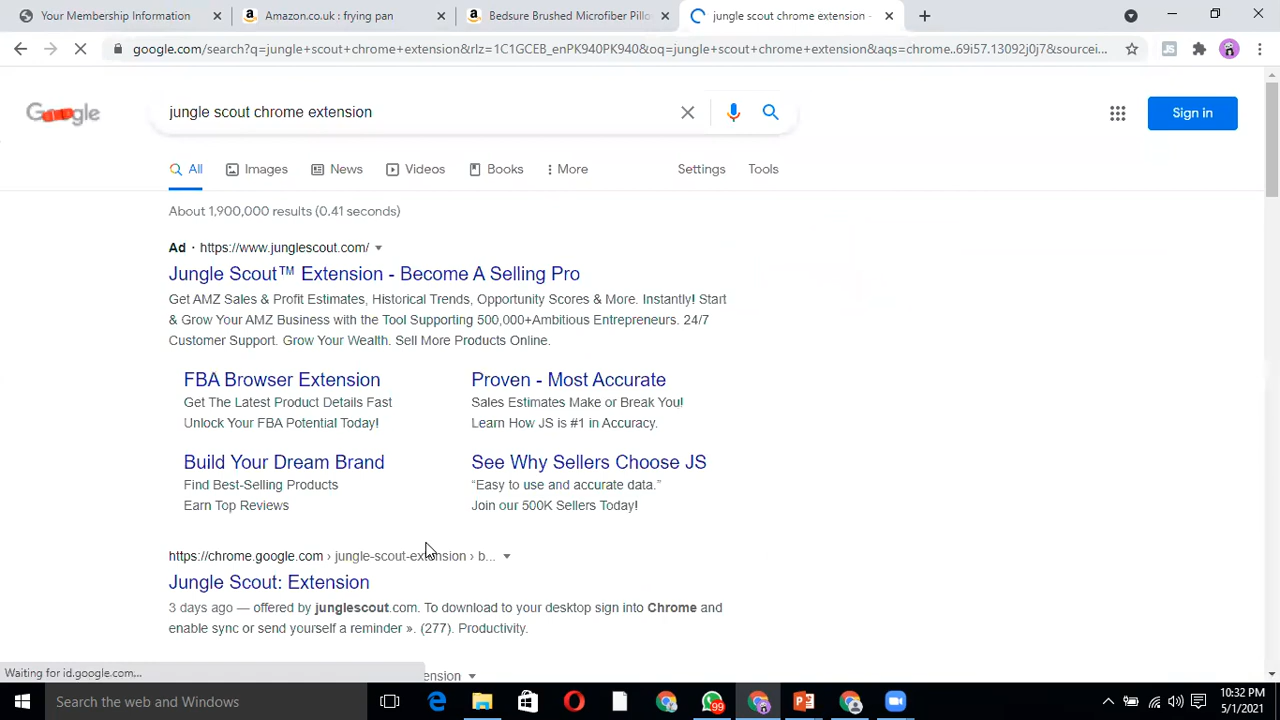 Your Membership Information
Amazon.co.uk : frying pan
Bedsure Brushed Microfiber Pillo
jungle scout chrome extension -
google.com/search?q=jungle+scout+chrome+extension&rlz=1C1GCEB_enPK940PK940&oq=jungle+scout+chrome+extension&aqs=chrome..69i57.13092j0j7&sourcei...
JS
Google
jungle scout chrome extension
Sign in
All
Images
News
Videos
Books
More
Settings
Tools
About 1,900,000 results (0.41 seconds)
Ad · https://www.junglescout.com/
Jungle Scout™ Extension - Become A Selling Pro
Get AMZ Sales & Profit Estimates, Historical Trends, Opportunity Scores & More. Instantly! Start
& Grow Your AMZ Business with the Tool Supporting 500,000+Ambitious Entrepreneurs. 24/7
Customer Support. Grow Your Wealth. Sell More Products Online.
FBA Browser Extension
Get The Latest Product Details Fast
Unlock Your FBA Potential Today!
Proven - Most Accurate
Sales Estimates Make or Break You!
Learn How JS is #1 in Accuracy.
Build Your Dream Brand
Find Best-Selling Products
Earn Top Reviews
See Why Sellers Choose JS
“Easy to use and accurate data.”
Join our 500K Sellers Today!
https://chrome.google.com › jungle-scout-extension › b...
Jungle Scout: Extension
3 days ago — offered by junglescout.com. To download to your desktop sign into Chrome and
enable sync or send yourself a reminder ». (277). Productivity.
Waiting for id.google.com...
ension
Search the web and Windows
99
10:32 PM
5/1/2021